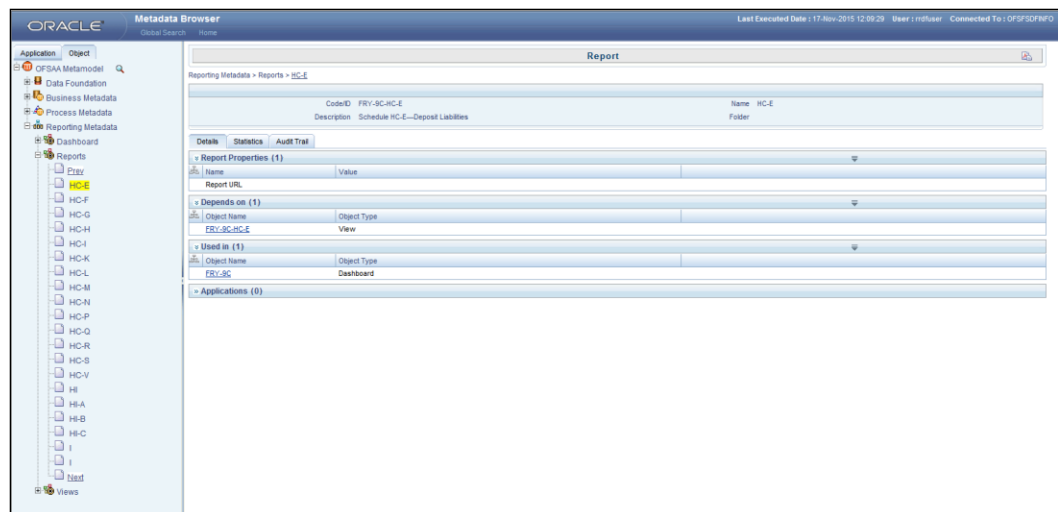 ORACLE
Metadata Browser
Global Search Home
Last Executed Date : 17-Nov-2015 12:09:29 User : mdfuser Connected To : OFSFSDFINFO
Application Object
OFSAA Metamodel
Data Foundation
Business Metadata
Process Metadata
Reporting Metadata
Dashboard
Reports
Prev
HC-E
HC-F
HC-G
HC-H
HC-I
HC-K
HC-L
HC-M
HC-N
HC-P
HC-Q
HC-R
HC-S
HC-V
HI
HI-A
HI-B
HI-C
I
I
Next
Views
Report
Reporting Metadata > Reports > HC-E
Code/ID FRY-9C-HC-E Name HC-E
Description Schedule HC-E—Deposit Liabilities Folder
Details Statistics Audit Trail
Report Properties (1)
Name Value
Report URL
Depends on (1)
Object Name Object Type
FRY-9C-HC-E View
Used in (1)
Object Name Object Type
FRY-9C Dashboard
Applications (0)